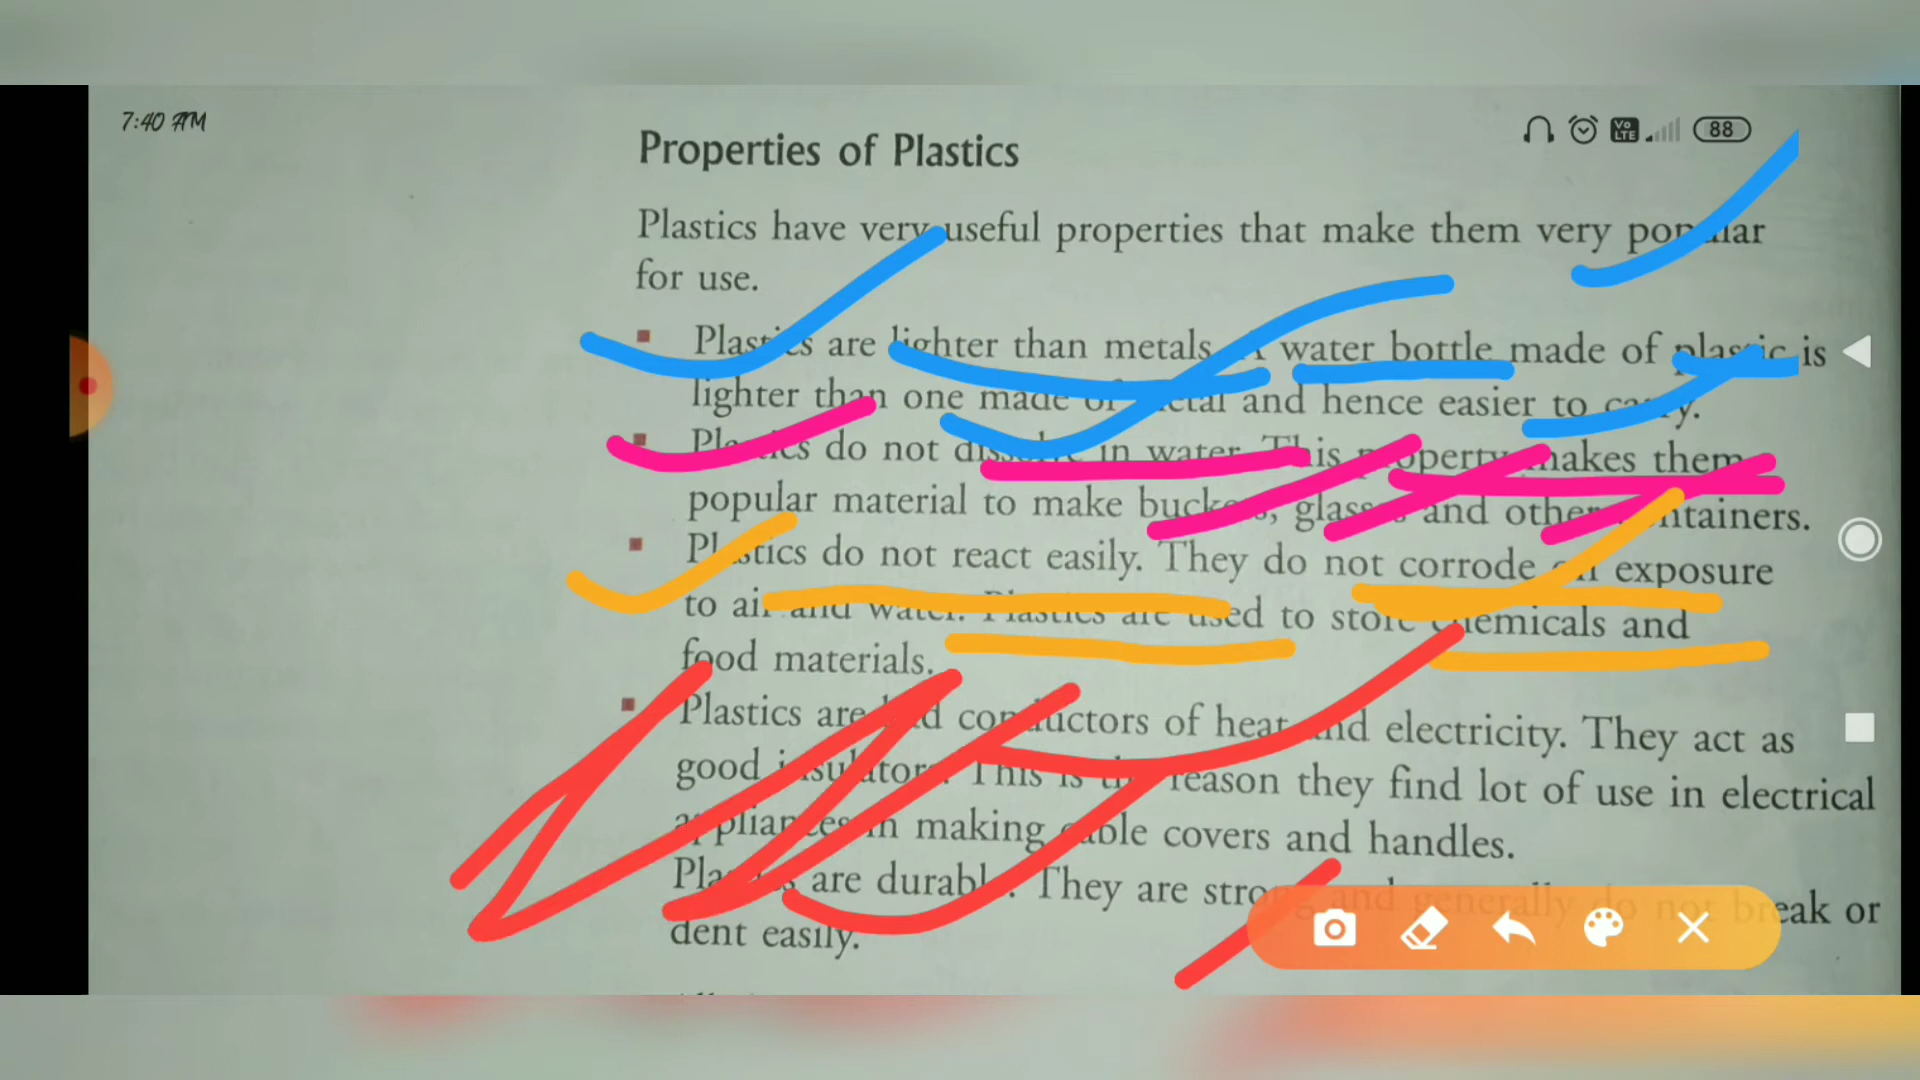 7:40 AM
Vo LTE
88
Properties of Plastics
Plastics have very useful properties that make them very popular
for use.
Plastics are lighter than metals. A water bottle made of plastic is
lighter than one made of metal and hence easier to carry.
Plastics do not dissolve in water. This property makes them
popular material to make buckets, glasses and other containers.
Plastics do not react easily. They do not corrode on exposure
to air and water. Plastics are used to store chemicals and
food materials.
Plastics are bad conductors of heat and electricity. They act as
good insulators. This is the reason they find lot of use in electrical
appliances in making cable covers and handles.
Plastics are durable. They are strong and generally do not break or
dent easily.